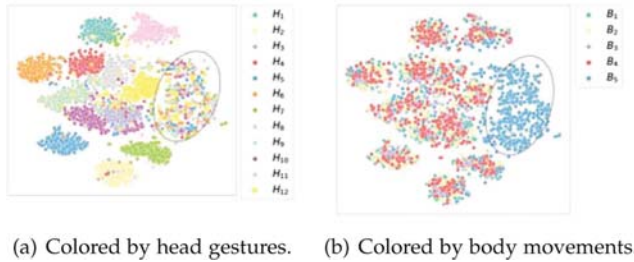 H1
H2
H3
H4
H5
H6
H7
H8
H9
H10
H11
H12
B1
B2
B3
B4
B5
(a) Colored by head gestures.
(b) Colored by body movements